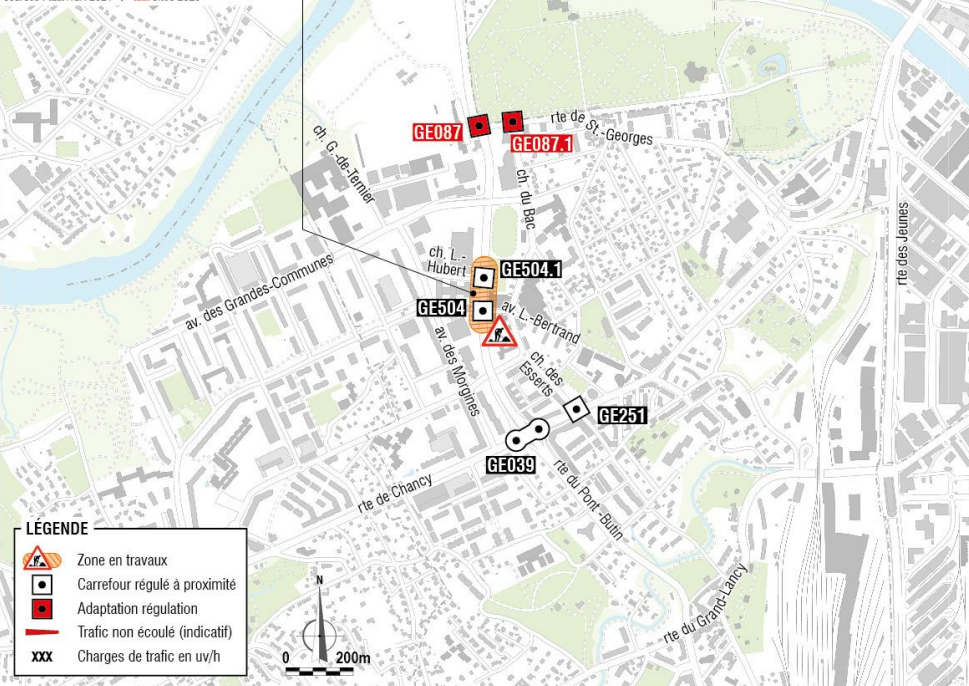 GE087
GE087.1
rte de St.-Georges
ch. G.-de-Ternier
ch. du Bac
rte des Jeunes
ch. L.-
Hubert
GE504.1
av. des Grandes-Communes
GE504
av. L.-Bertrand
av. des Morgines
ch. des
Esserts
GE251
GE039
rte de Chancy
rte du Pont-Butin
rte du Grand-Lancy
LÉGENDE
Zone en travaux
Carrefour régulé à proximité
Adaptation régulation
Trafic non écoulé (indicatif)
XXX Charges de trafic en uv/h
N
0 200m